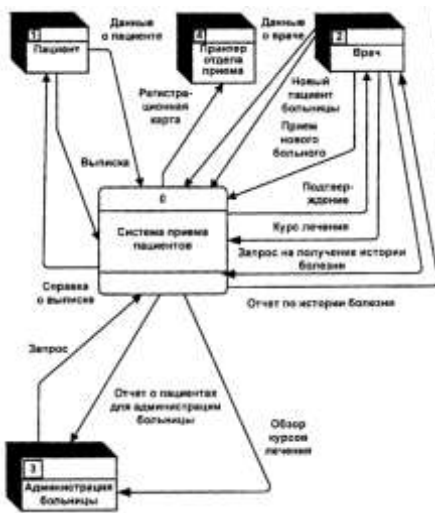 1
Пациент
Данные
о пациенте
4
Принтер
отдела
приема
Данные
о враче
2
Врач
Регистра-
ционная
карта
Новый
пациент
больницы
Прием
нового
больного
Выписка
0
Система приема
пациентов
Подтвер-
ждение
Курс лечения
Запрос на получение истории
болезни
Справка
о выписке
Отчет по истории болезни
Запрос
Отчет о пациентах
для администрации
больницы
Обзор
курсов
лечения
3
Администрация
больницы